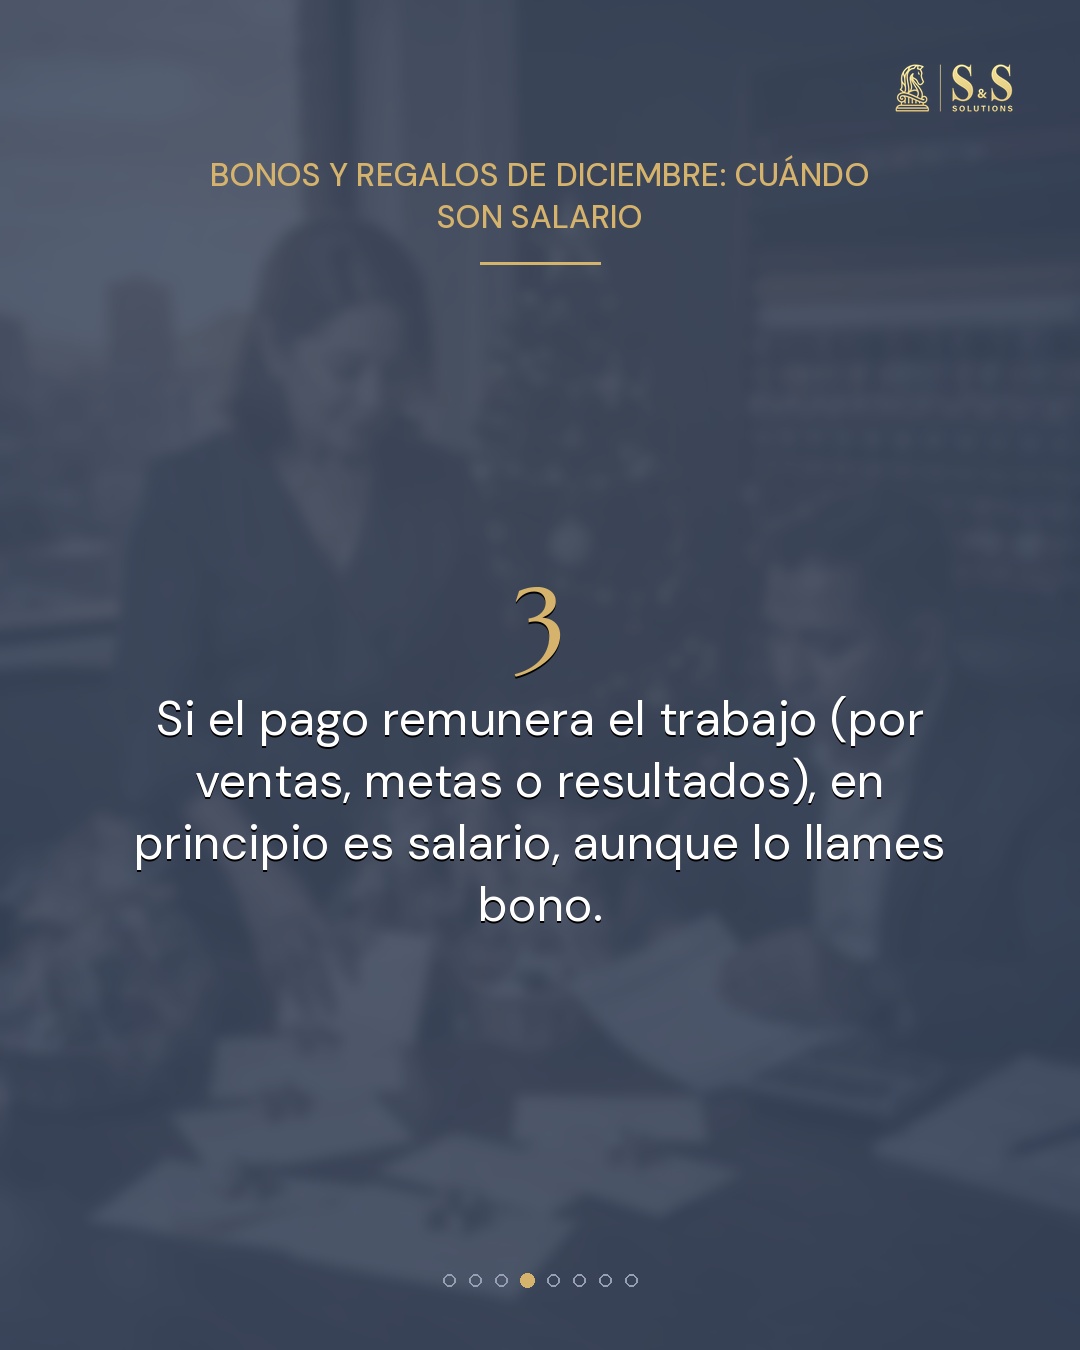 S&S
SOLUTIONS
BONOS Y REGALOS DE DICIEMBRE: CUÁNDO
SON SALARIO
3
Si el pago remunera el trabajo (por
ventas, metas o resultados), en
principio es salario, aunque lo llames
bono.